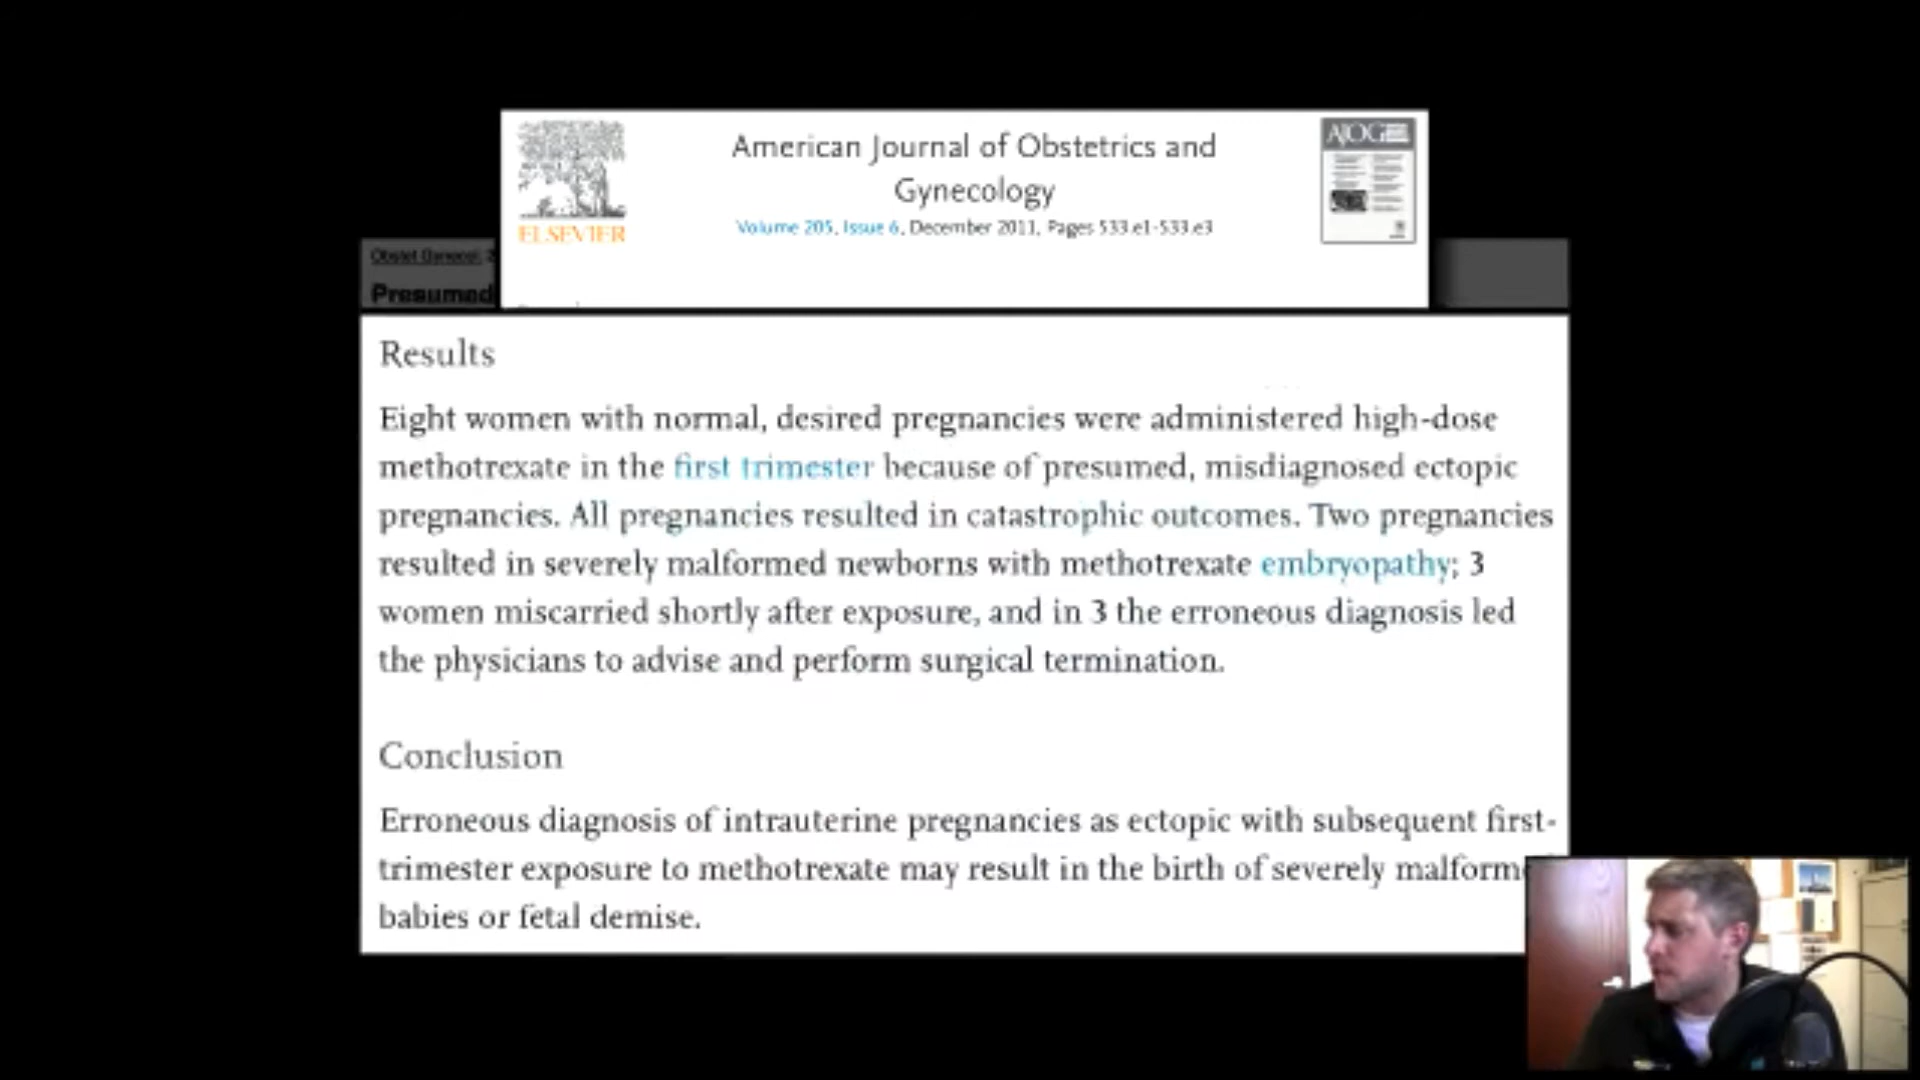 American Journal of Obstetrics and
Gynecology
Volume 205, Issue 6, December 2011, Pages 533.e1-533.e3
ELSEVIER
AJOG
Obstet Gynecol.
Presumed
Results
Eight women with normal, desired pregnancies were administered high-dose
methotrexate in the first trimester because of presumed, misdiagnosed ectopic
pregnancies. All pregnancies resulted in catastrophic outcomes. Two pregnancies
resulted in severely malformed newborns with methotrexate embryopathy; 3
women miscarried shortly after exposure, and in 3 the erroneous diagnosis led
the physicians to advise and perform surgical termination.
Conclusion
Erroneous diagnosis of intrauterine pregnancies as ectopic with subsequent first-
trimester exposure to methotrexate may result in the birth of severely malforme
babies or fetal demise.